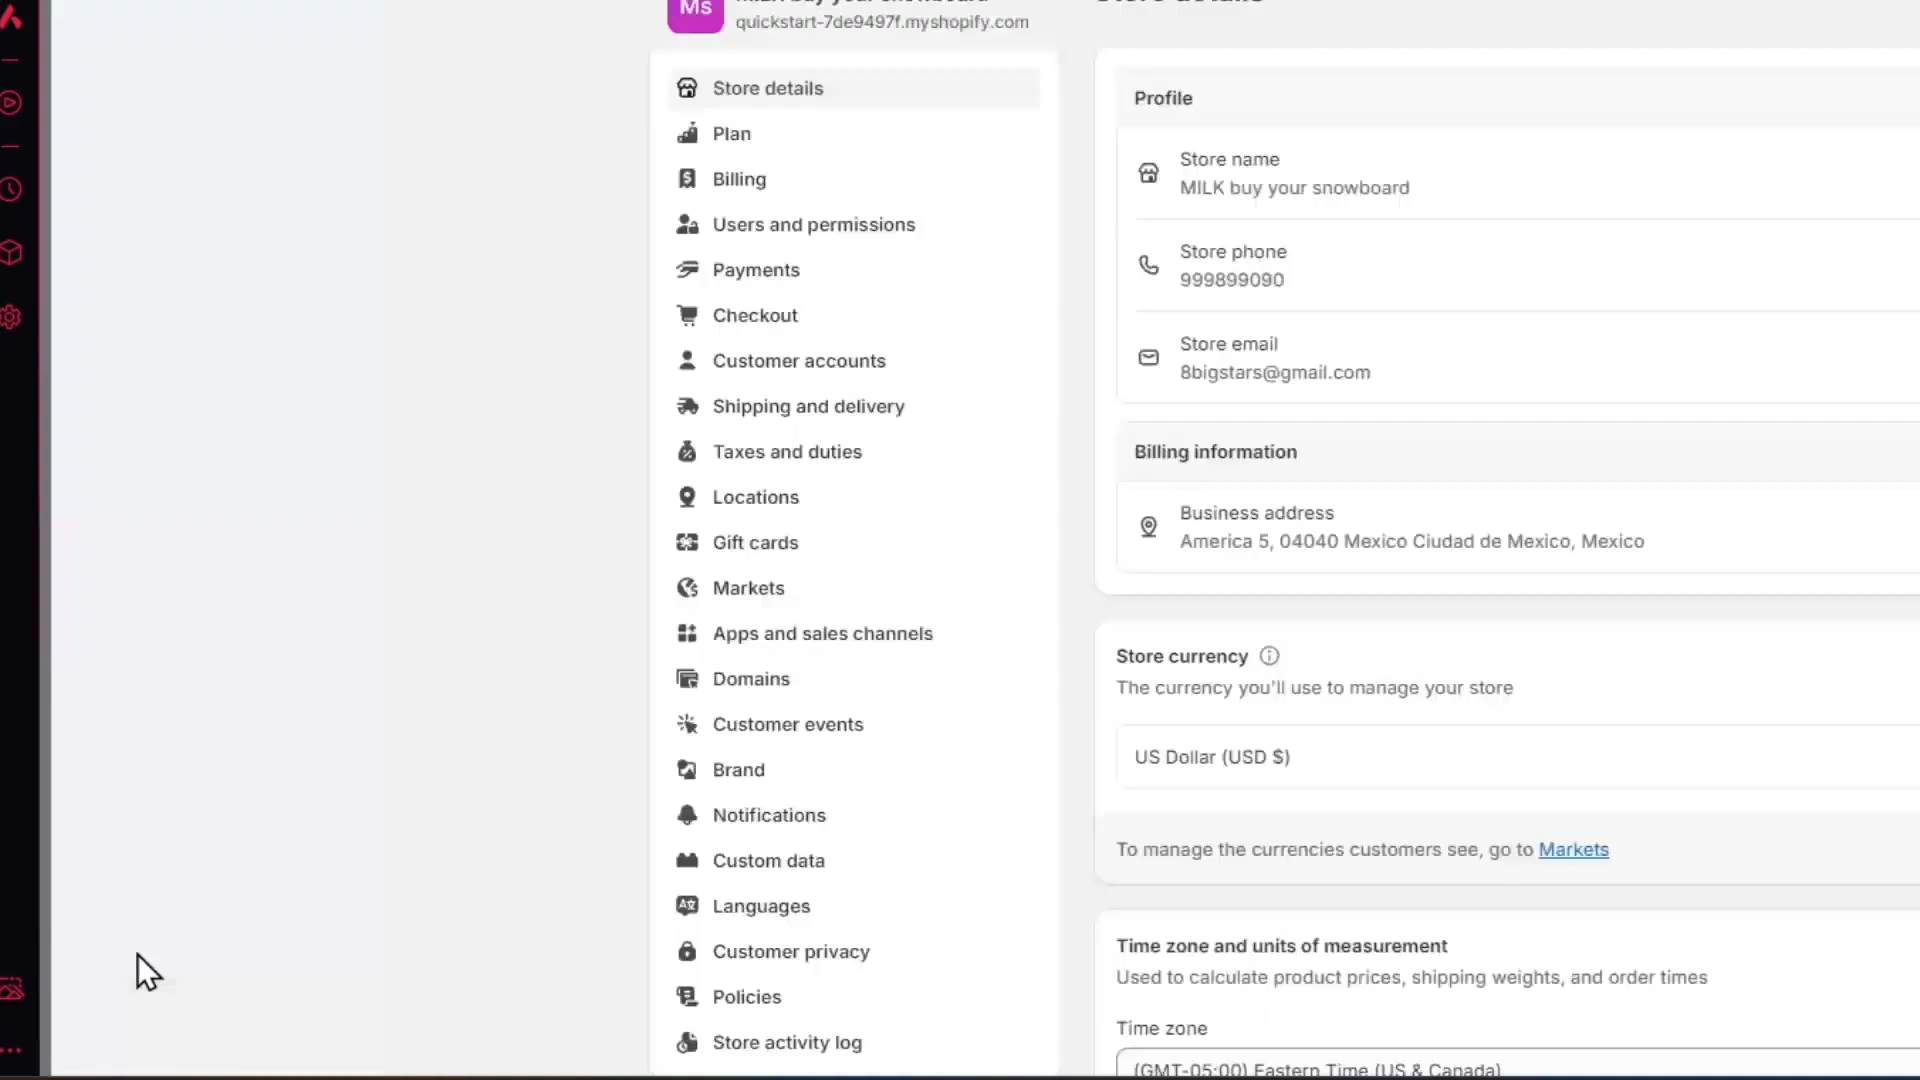 Ms
quickstart-7de9497f.myshopify.com
Store details
Plan
Billing
Users and permissions
Payments
Checkout
Customer accounts
Shipping and delivery
Taxes and duties
Locations
Gift cards
Markets
Apps and sales channels
Domains
Customer events
Brand
Notifications
Custom data
Languages
Customer privacy
Policies
Store activity log
Store details
Profile
Store name
MILK buy your snowboard
Store phone
999899090
Store email
8bigstars@gmail.com
Billing information
Business address
America 5, 04040 Mexico Ciudad de Mexico, Mexico
Store currency
The currency you'll use to manage your store
US Dollar (USD $)
To manage the currencies customers see, go to Markets
Time zone and units of measurement
Used to calculate product prices, shipping weights, and order times
Time zone
(GMT-05:00) Eastern Time (US & Canada)